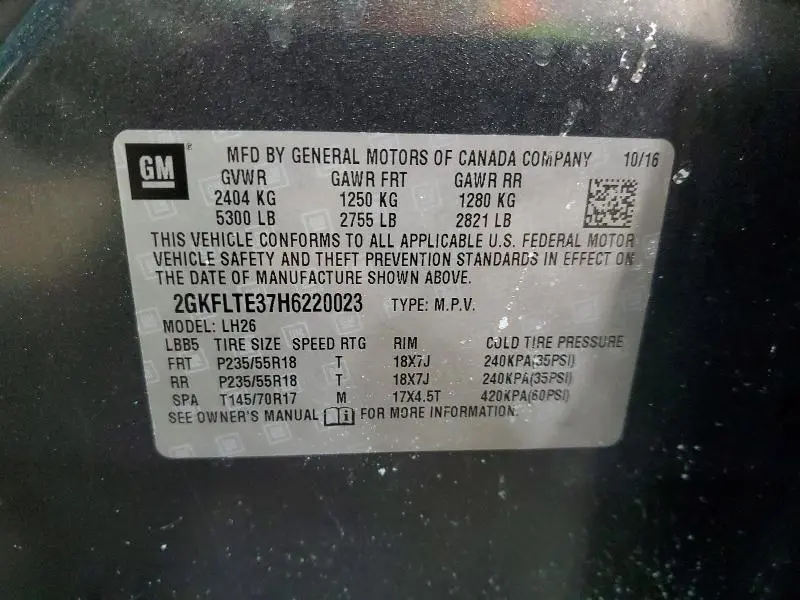 GM MFD BY GENERAL MOTORS OF CANADA COMPANY 10/16
GVWR GAWR FRT GAWR RR
2404 KG 1250 KG 1280 KG
5300 LB 2755 LB 2821 LB
THIS VEHICLE CONFORMS TO ALL APPLICABLE U.S. FEDERAL MOTOR
VEHICLE SAFETY AND THEFT PREVENTION STANDARDS IN EFFECT ON
THE DATE OF MANUFACTURE SHOWN ABOVE.
2GKFLTE37H6220023 TYPE: M.P.V.
MODEL: LH26
LBB5 TIRE SIZE SPEED RTG RIM COLD TIRE PRESSURE
FRT P235/55R18 T 18X7J 240KPA(35PSI)
RR P235/55R18 T 18X7J 240KPA(35PSI)
SPA T145/70R17 M 17X4.5T 420KPA(60PSI)
SEE OWNER'S MANUAL FOR MORE INFORMATION.